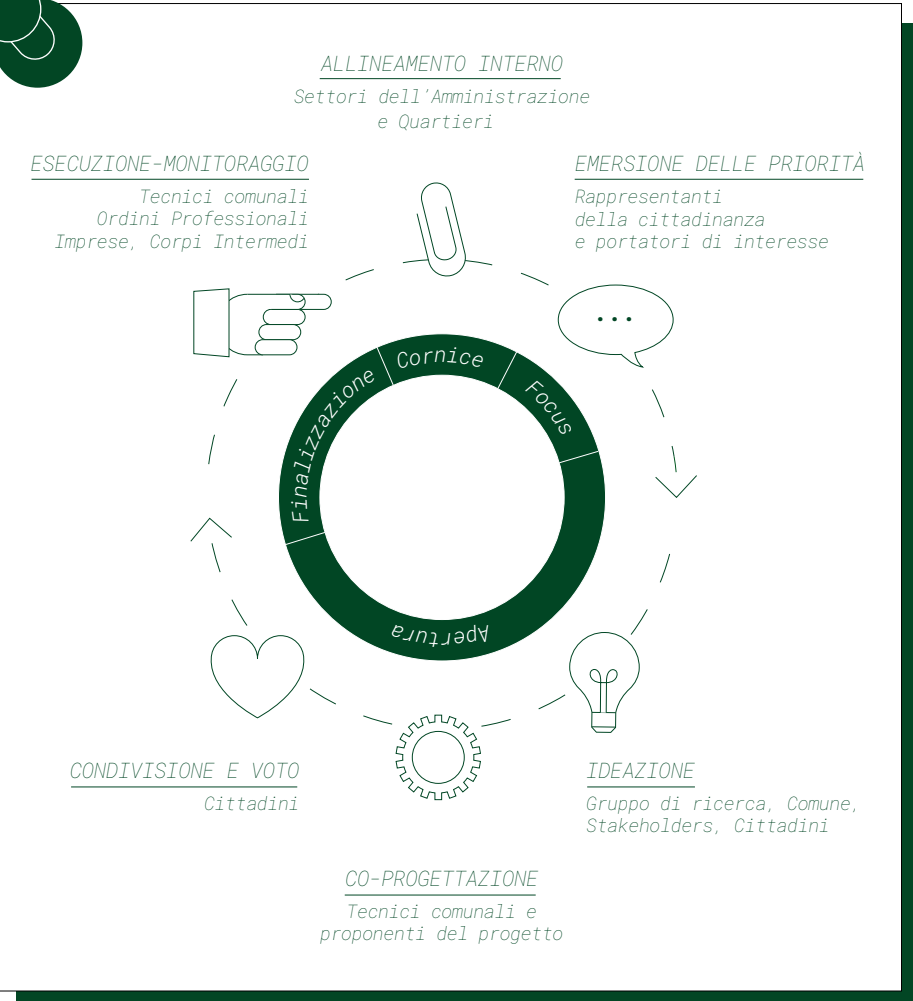 ALLINEAMENTO INTERNO
Settori dell'Amministrazione
e Quartieri
ESECUZIONE-MONITORAGGIO
Tecnici comunali
Ordini Professionali
Imprese, Corpi Intermedi
EMERSIONE DELLE PRIORITÀ
Rappresentanti
della cittadinanza
e portatori di interesse
Cornice
Focus
Finalizzazione
Apertura
CONDIVISIONE E VOTO
Cittadini
IDEAZIONE
Gruppo di ricerca, Comune,
Stakeholders, Cittadini
CO-PROGETTAZIONE
Tecnici comunali e
proponenti del progetto